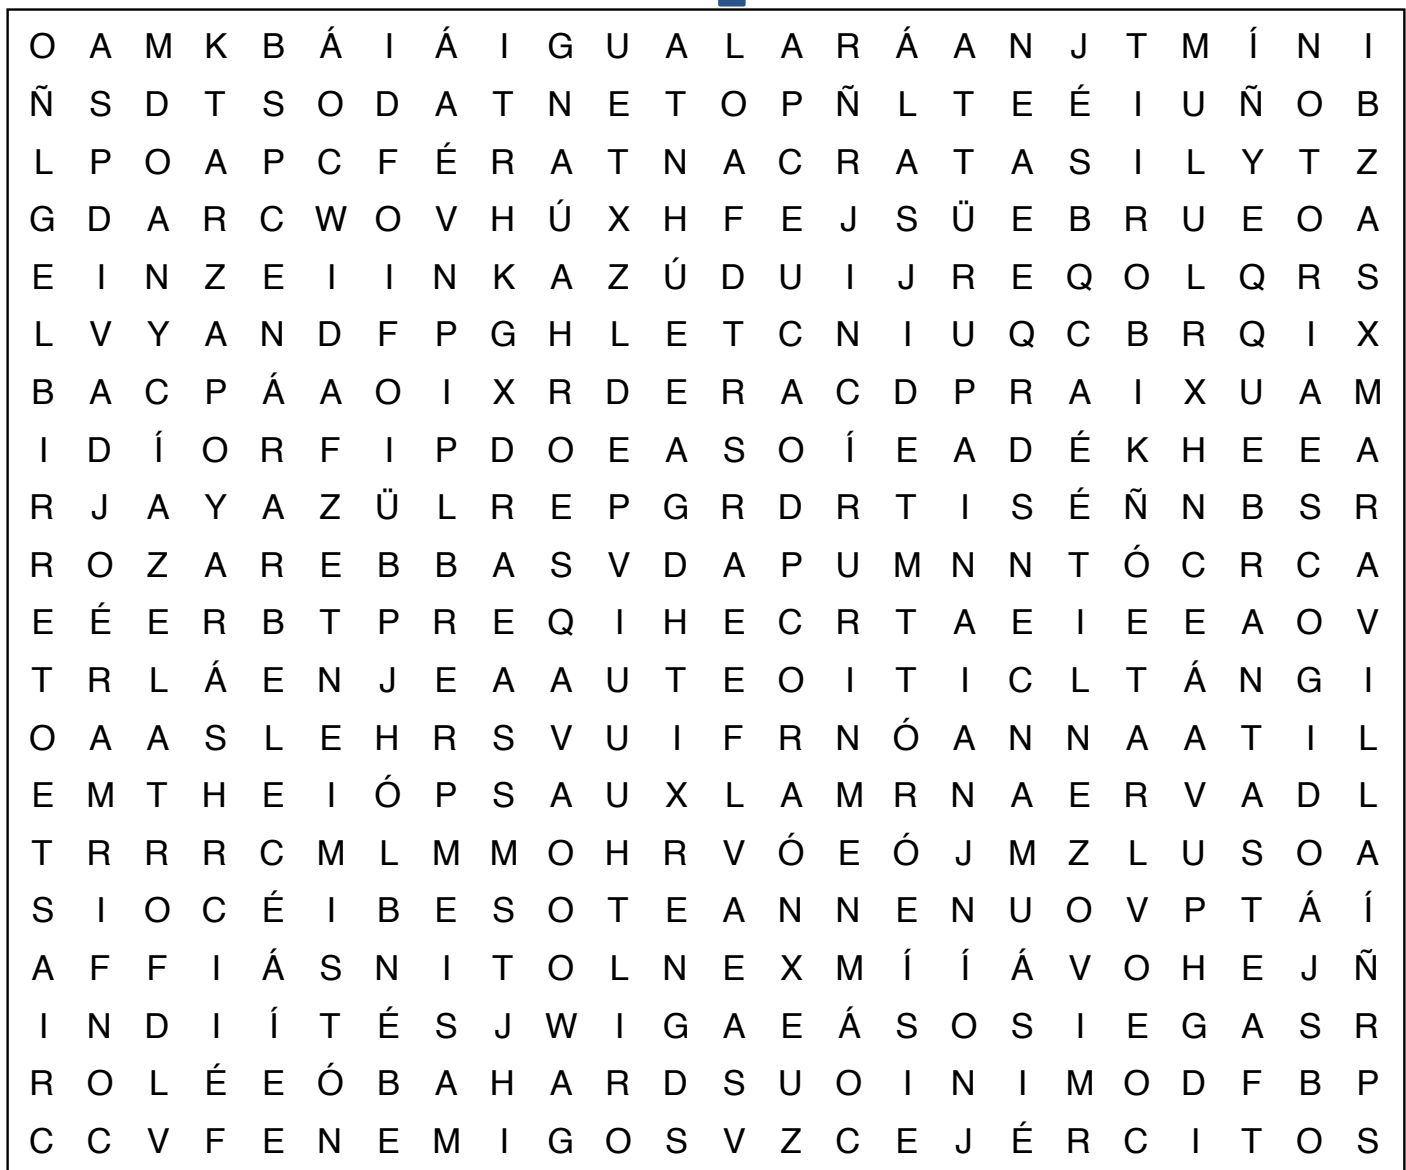 O A M K B Á I Á I G U A L A R Á A N J T M Í N I
Ñ S D T S O D A T N E T O P Ñ L T E É I U Ñ O B
L P O A P C F É R A T N A C R A T A S I L Y T Z
G D A R C W O V H Ú X H F E J S Ü E B R U E O A
E I N Z E I I N K A Z Ú D U I J R E Q O L Q R S
L V Y A N D F P G H L E T C N I U Q C B R Q I X
B A C P Á A O I X R D E R A C D P R A I X U A M
I D Í O R F I P D O E A S O Í E A D É K H E E A
R J A Y A Z Ü L R E P G R D R T I S É Ñ N B S R
R O Z A R E B B A S V D A P U M N N T Ó C R C A
E É E R B T P R E Q I H E C R T A E I E E A O V
T R L Á E N J E A A U T E O I T I C L T Á N G I
O A A S L E H R S V U I F R N Ó A N N A A T I L
E M T H E I Ó P S A U X L A M R N A E R V A D L
T R R R C M L M M O H R V Ó E Ó J M Z L U S O A
S I O C É I B E S O T E A N N E N U O V P T Á Í
A F F I Á S N I T O L N E X M Í Í Á V O H E J Ñ
I N D I Í T É S J W I G A E Á S O S I E G A S R
R O L É E Ó B A H A R D S U O I N I M O D F B P
C C V F E N E M I G O S V Z C E J É R C I T O S